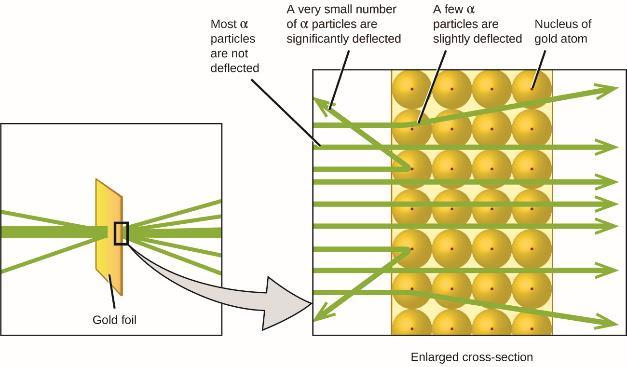 Most α
particles
are not
deflected
A very small number
of α particles are
significantly deflected
A few α
particles are
slightly deflected
Nucleus of
gold atom
Gold foil
Enlarged cross-section